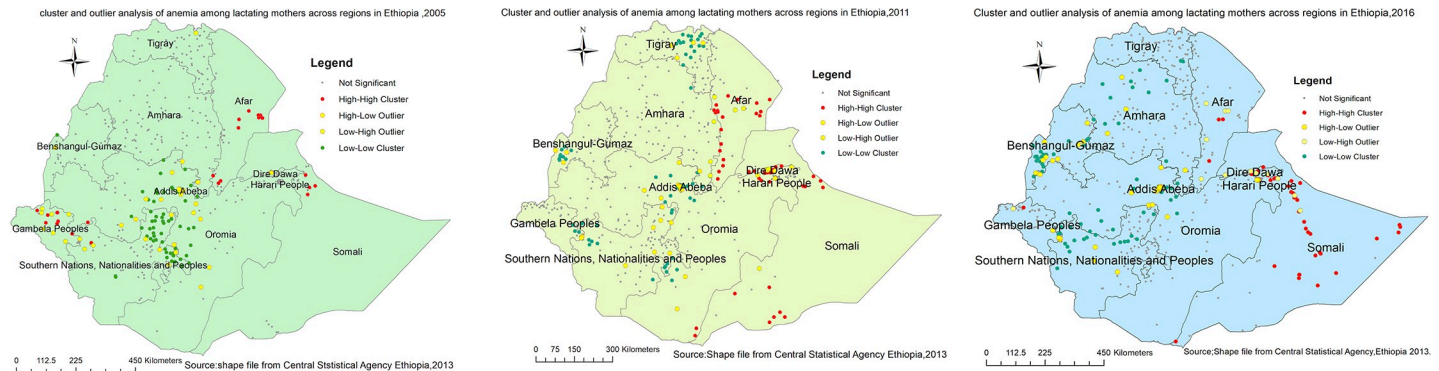 cluster and outlier analysis of anemia among lactating mothers across regions in Ethiopia ,2005
N
Tigray
Legend
Not Significant
High-High Cluster
High-Low Outlier
Low-High Outlier
Low-Low Cluster
Afar
Amhara
Benshangul-Gumaz
Dire Dawa
Harari People
Addis Abeba
Gambela Peoples
Oromia
Somali
Southern Nations, Nationalities and Peoples
0 112.5 225 450 Kilometers
Source:shape file from Central Ststistical Agency Ethiopia,2013
Cluster and outlier analysis of anemia among lactating mothers across regions in Ethiopia,2011
N
Tigray
Legend
Not Significant
High-High Cluster
High-Low Outlier
Low-High Outlier
Low-Low Cluster
Afar
Amhara
Benshangul-Gumaz
Dire Dawa
Harari People
Addis Abeba
Gambela Peoples
Oromia
Somali
Southern Nations, Nationalities and Peoples
0 75 150 300 Kilometers
Source:Shape file from Central Statistical Agency Ethiopia,2013
Cluster and outlier analysis of anemia among lactating mothers across regions in Ethiopia,2016
N
Tigray
Legend
Not Significant
High-High Cluster
High-Low Outlier
Low-High Outlier
Low-Low Cluster
Afar
Amhara
Benshangul-Gumaz
Dire Dawa
Harari People
Addis Abeba
Gambela Peoples
Oromia
Somali
Southern Nations, Nationalities and Peoples
0 112.5 225 450 Kilometers
Source;Shape file from Central Statistical Agency,Ethiopia 2013.